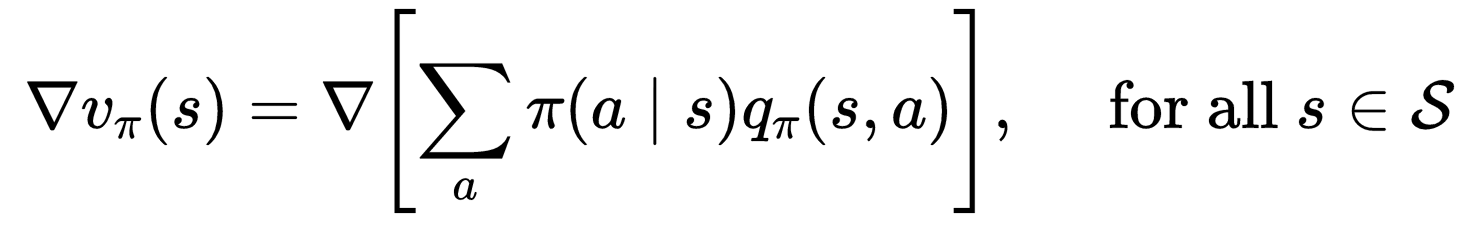 ∇v_π(s) = ∇[∑_a π(a | s)q_π(s, a)], for all s ∈ 𝒮